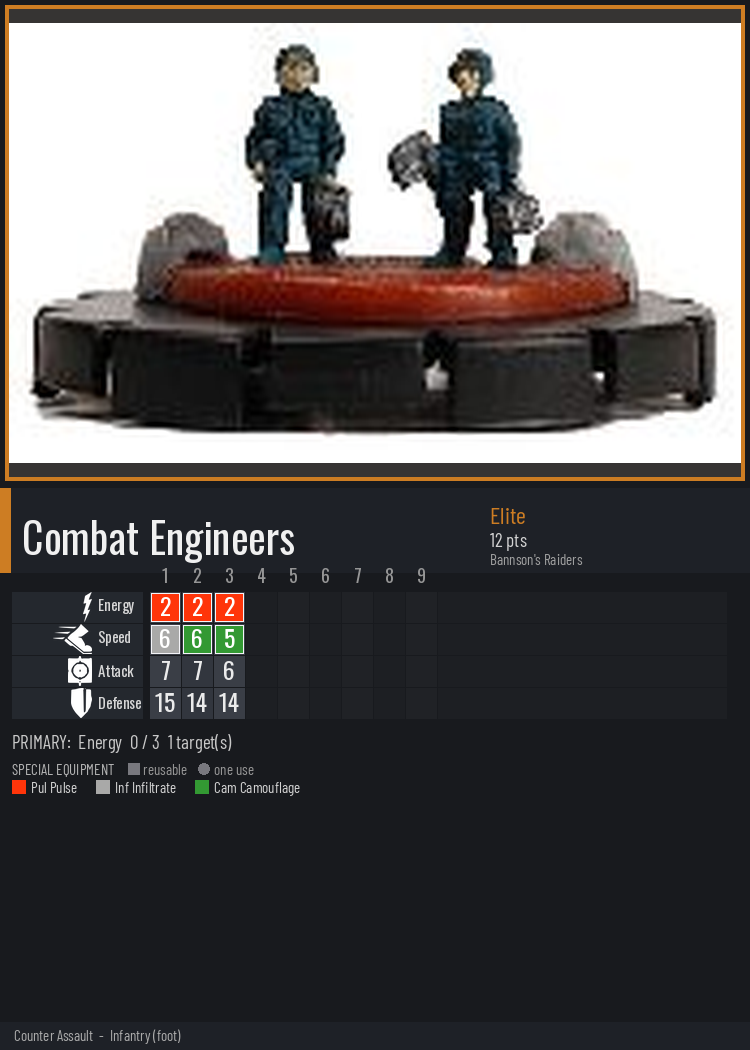 Combat Engineers
Elite
12 pts
Bannson's Raiders
1 2 3 4 5 6 7 8 9
Energy 2 2 2
Speed 6 6 5
Attack 7 7 6
Defense 15 14 14
PRIMARY: Energy 0 / 3 1 target(s)
SPECIAL EQUIPMENT reusable one use
Pul Pulse Inf Infiltrate Cam Camouflage
Counter Assault - Infantry (foot)